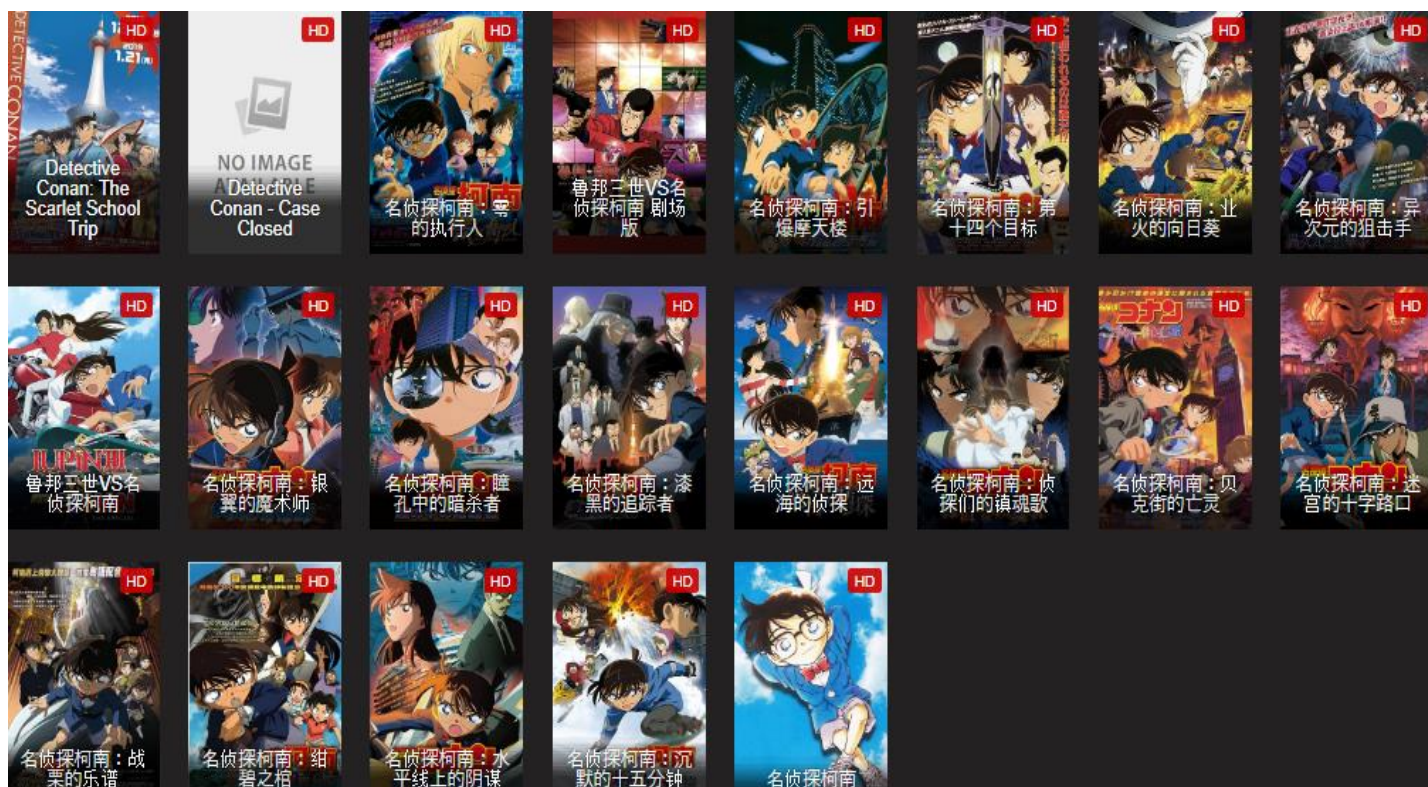 HD
DETECTIVE CONAN
1.21
Detective
Conan: The
Scarlet School
Trip
HD
NO IMAGE
AVAILABLE
Detective
Conan - Case
Closed
HD
名侦探柯南：零
的执行人
HD
鲁邦三世VS名
侦探柯南 剧场
版
HD
名侦探柯南：引
爆摩天楼
HD
名侦探柯南：第
十四个目标
HD
名侦探柯南：业
火的向日葵
HD
名侦探柯南：异
次元的狙击手
HD
鲁邦三世VS名
侦探柯南
HD
名侦探柯南：银
翼的魔术师
HD
名侦探柯南：瞳
孔中的暗杀者
HD
名侦探柯南：漆
黑的追踪者
HD
名侦探柯南：远
海的侦探
HD
名侦探柯南：侦
探们的镇魂歌
HD
コナン
名侦探柯南：贝
克街的亡灵
HD
名侦探柯南：迷
宫的十字路口
HD
名侦探柯南：战
栗的乐谱
HD
名侦探柯南：绀
碧之棺
HD
名侦探柯南：水
平线上的阴谋
HD
名侦探柯南：沉
默的十五分钟
HD
名侦探柯南